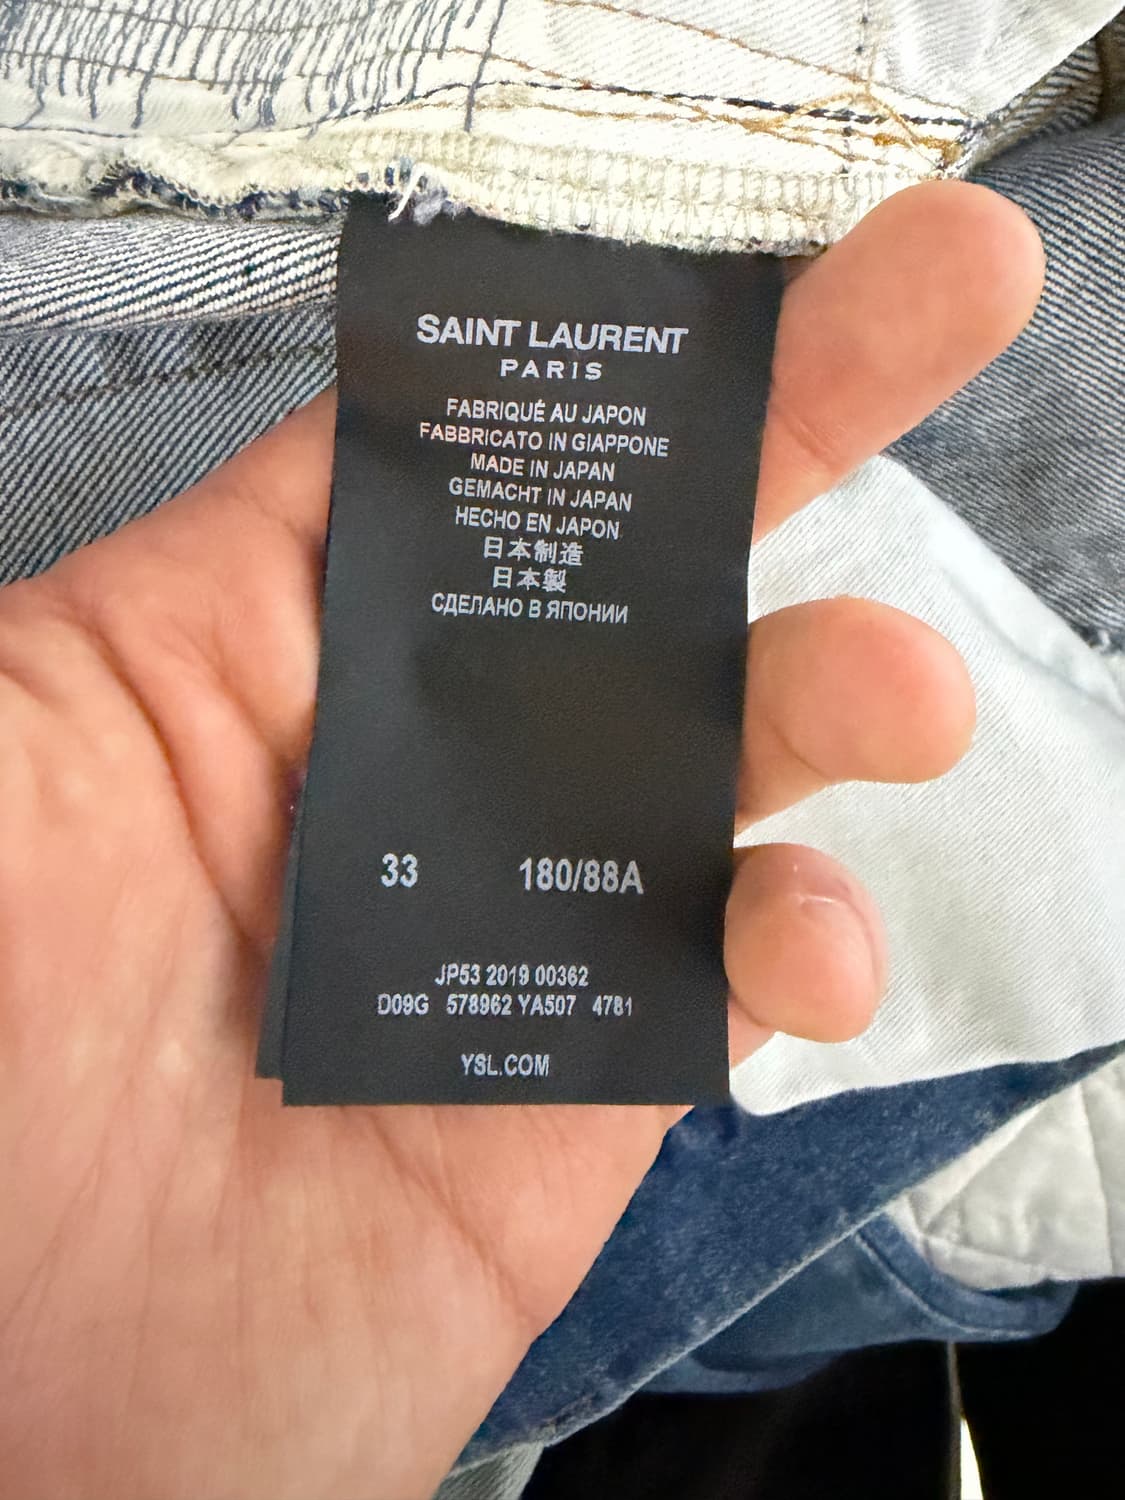 SAINT LAURENT
PARIS
FABRIQUÉ AU JAPON
FABBRICATO IN GIAPPONE
MADE IN JAPAN
GEMACHT IN JAPAN
HECHO EN JAPON
日本制造
日本製
СДЕЛАНО В ЯПОНИИ
33 180/88A
JP53 2019 00362
D09G 578962 YA507 4781
YSL.COM